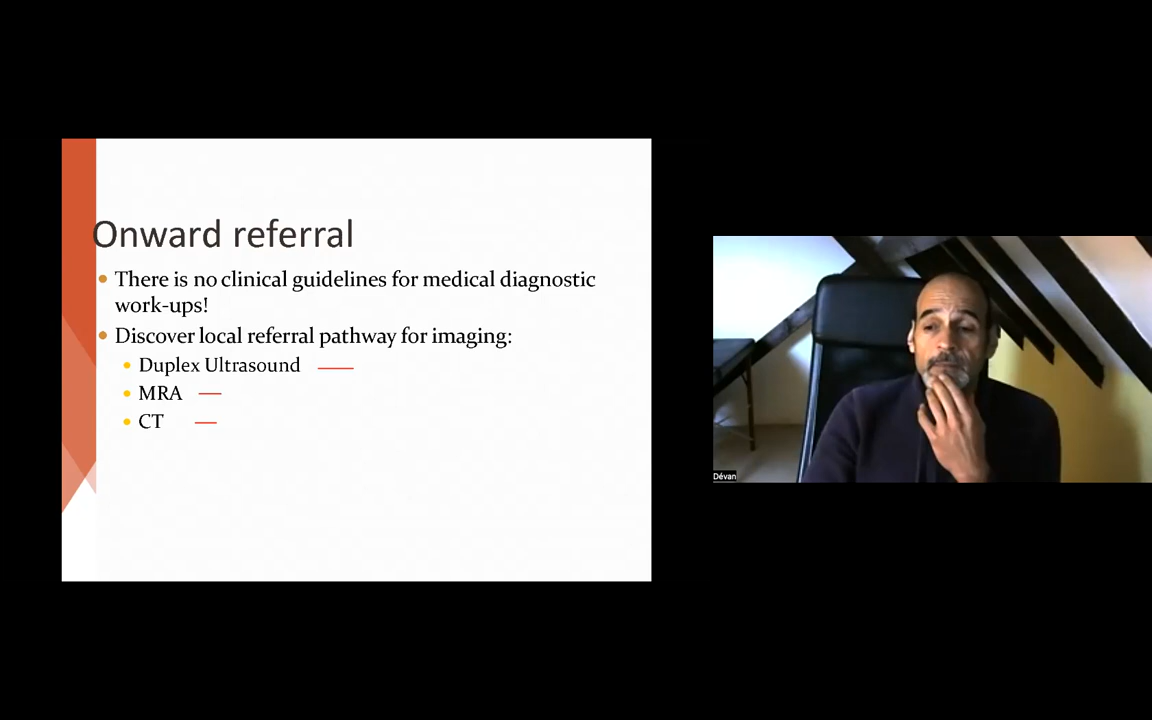 Onward referral
There is no clinical guidelines for medical diagnostic
work-ups!
Discover local referral pathway for imaging:
Duplex Ultrasound
MRA
CT
Dévan